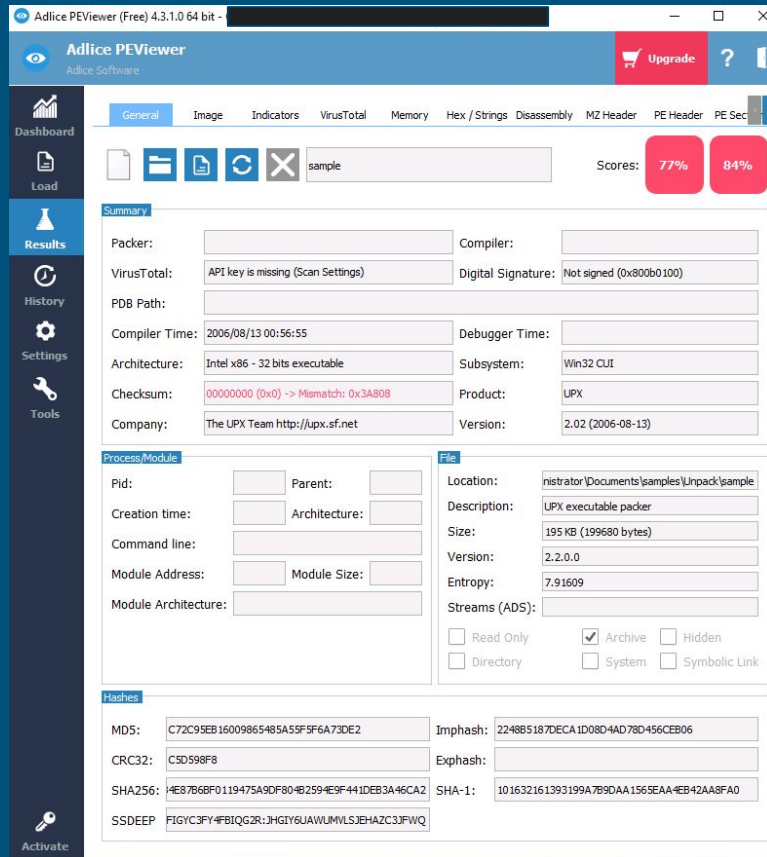 Adlice PEViewer (Free) 4.3.1.0 64 bit -
Adlice PEViewer
Adlice Software
Upgrade
?
Dashboard
Load
Results
History
Settings
Tools
Activate
General Image Indicators VirusTotal Memory Hex / Strings Disassembly MZ Header PE Header
sample
Scores: 77% 84%
Summary
Packer: Compiler:
VirusTotal: API key is missing (Scan Settings) Digital Signature: Not signed (0x800b0100)
PDB Path:
Compiler Time: 2006/08/13 00:56:55 Debugger Time:
Architecture: Intel x86 - 32 bits executable Subsystem: Win32 CUI
Checksum: 00000000 (0x0) -> Mismatch: 0x3A808 Product: UPX
Company: The UPX Team http://upx.sf.net Version: 2.02 (2006-08-13)
Process/Module
Pid: Parent:
Creation time: Architecture:
Command line:
Module Address: Module Size:
Module Architecture:
File
Location: nistrator\Documents\samples\Unpack\sample
Description: UPX executable packer
Size: 195 KB (199680 bytes)
Version: 2.2.0.0
Entropy: 7.91609
Streams (ADS):
Read Only Archive Hidden
Directory System Symbolic Link
Hashes
MD5: C72C95EB16009865485A55F5F6A73DE2 Imphash: 2248B5187DECA1D08D4AD78D456CEB06
CRC32: C5D598F8 Exphash:
SHA256: 34E87B6BF0119475A9DF804B2594E9F441DEB3A46CA2 SHA-1: 101632161393199A7B9DAA1565EAA4EB42AA8FA0
SSDEEP FIGYC3FY4FBIQG2R:JHGIY6UAWUMVLSJEHAZC3JFWQ